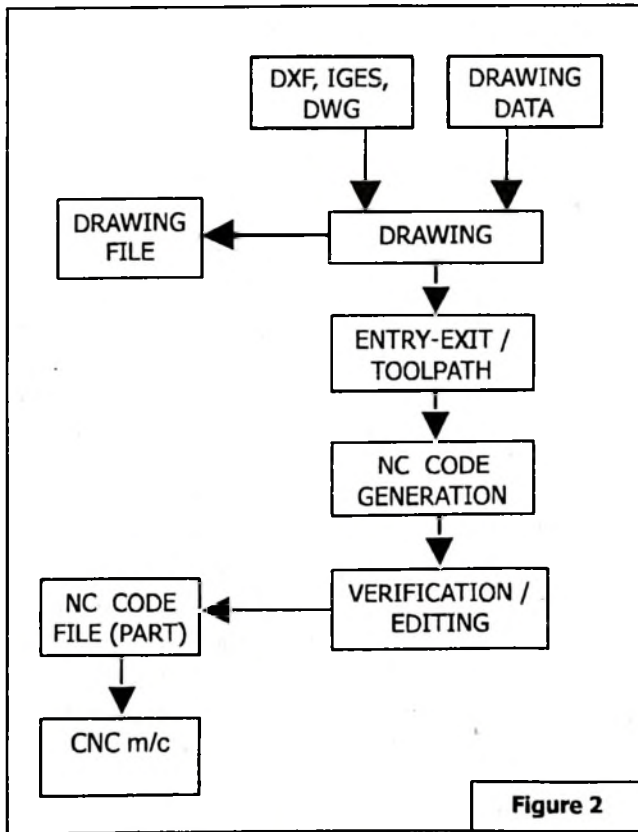 DXF, IGES,
DWG
DRAWING
DATA
DRAWING
FILE
DRAWING
ENTRY-EXIT /
TOOLPATH
NC CODE
GENERATION
VERIFICATION /
EDITING
NC CODE
FILE (PART)
CNC m/c
Figure 2